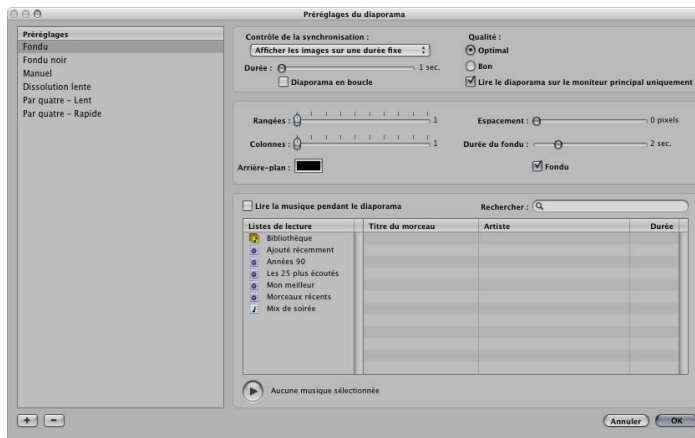 Préréglages du diaporama
Préréglages
Fondu
Fondu noir
Manuel
Dissolution lente
Par quatre – Lent
Par quatre – Rapide
Contrôle de la synchronisation :
Afficher les images sur une durée fixe
Durée : 1 sec.
Diaporama en boucle
Qualité :
Optimal
Bon
Lire le diaporama sur le moniteur principal uniquement
Rangées : 1
Colonnes : 1
Arrière-plan :
Espacement : 0 pixels
Durée du fondu : 2 sec.
Fondu
Lire la musique pendant le diaporama
Rechercher :
Listes de lecture Titre du morceau Artiste Durée
Bibliothèque
Ajouté récemment
Années 90
Les 25 plus écoutés
Mon meilleur
Morceaux récents
Mix de soirée
Aucune musique sélectionnée
+ −
Annuler OK